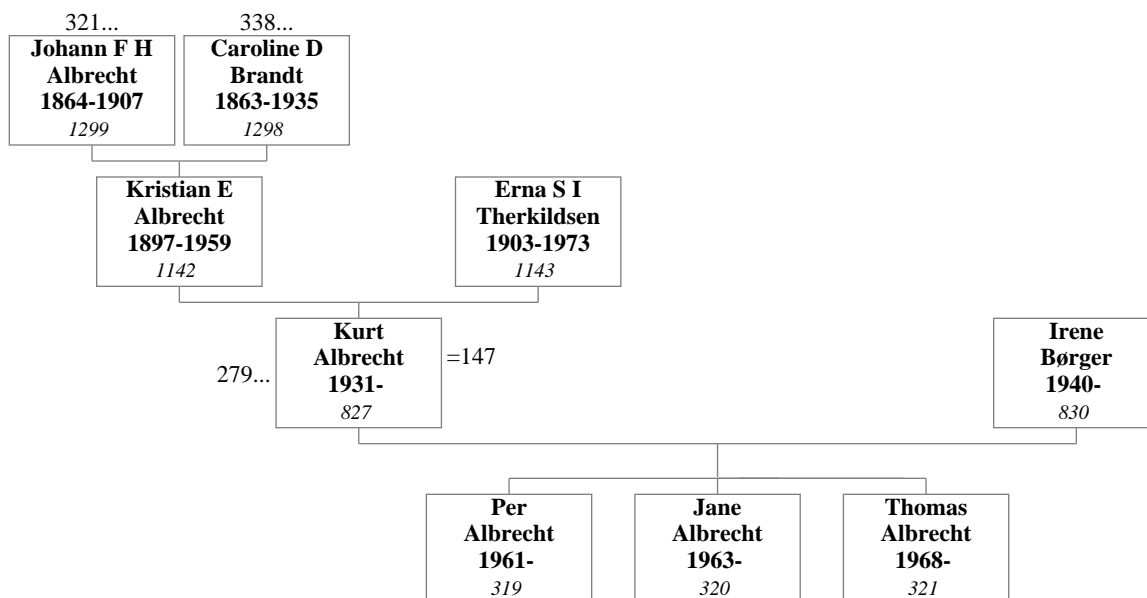 321...
Johann F H
Albrecht
1864-1907
1299
338...
Caroline D
Brandt
1863-1935
1298
Kristian E
Albrecht
1897-1959
1142
Erna S I
Therkildsen
1903-1973
1143
279...
Kurt
Albrecht
1931-
827
=147
Irene
Børger
1940-
830
Per
Albrecht
1961-
319
Jane
Albrecht
1963-
320
Thomas
Albrecht
1968-
321